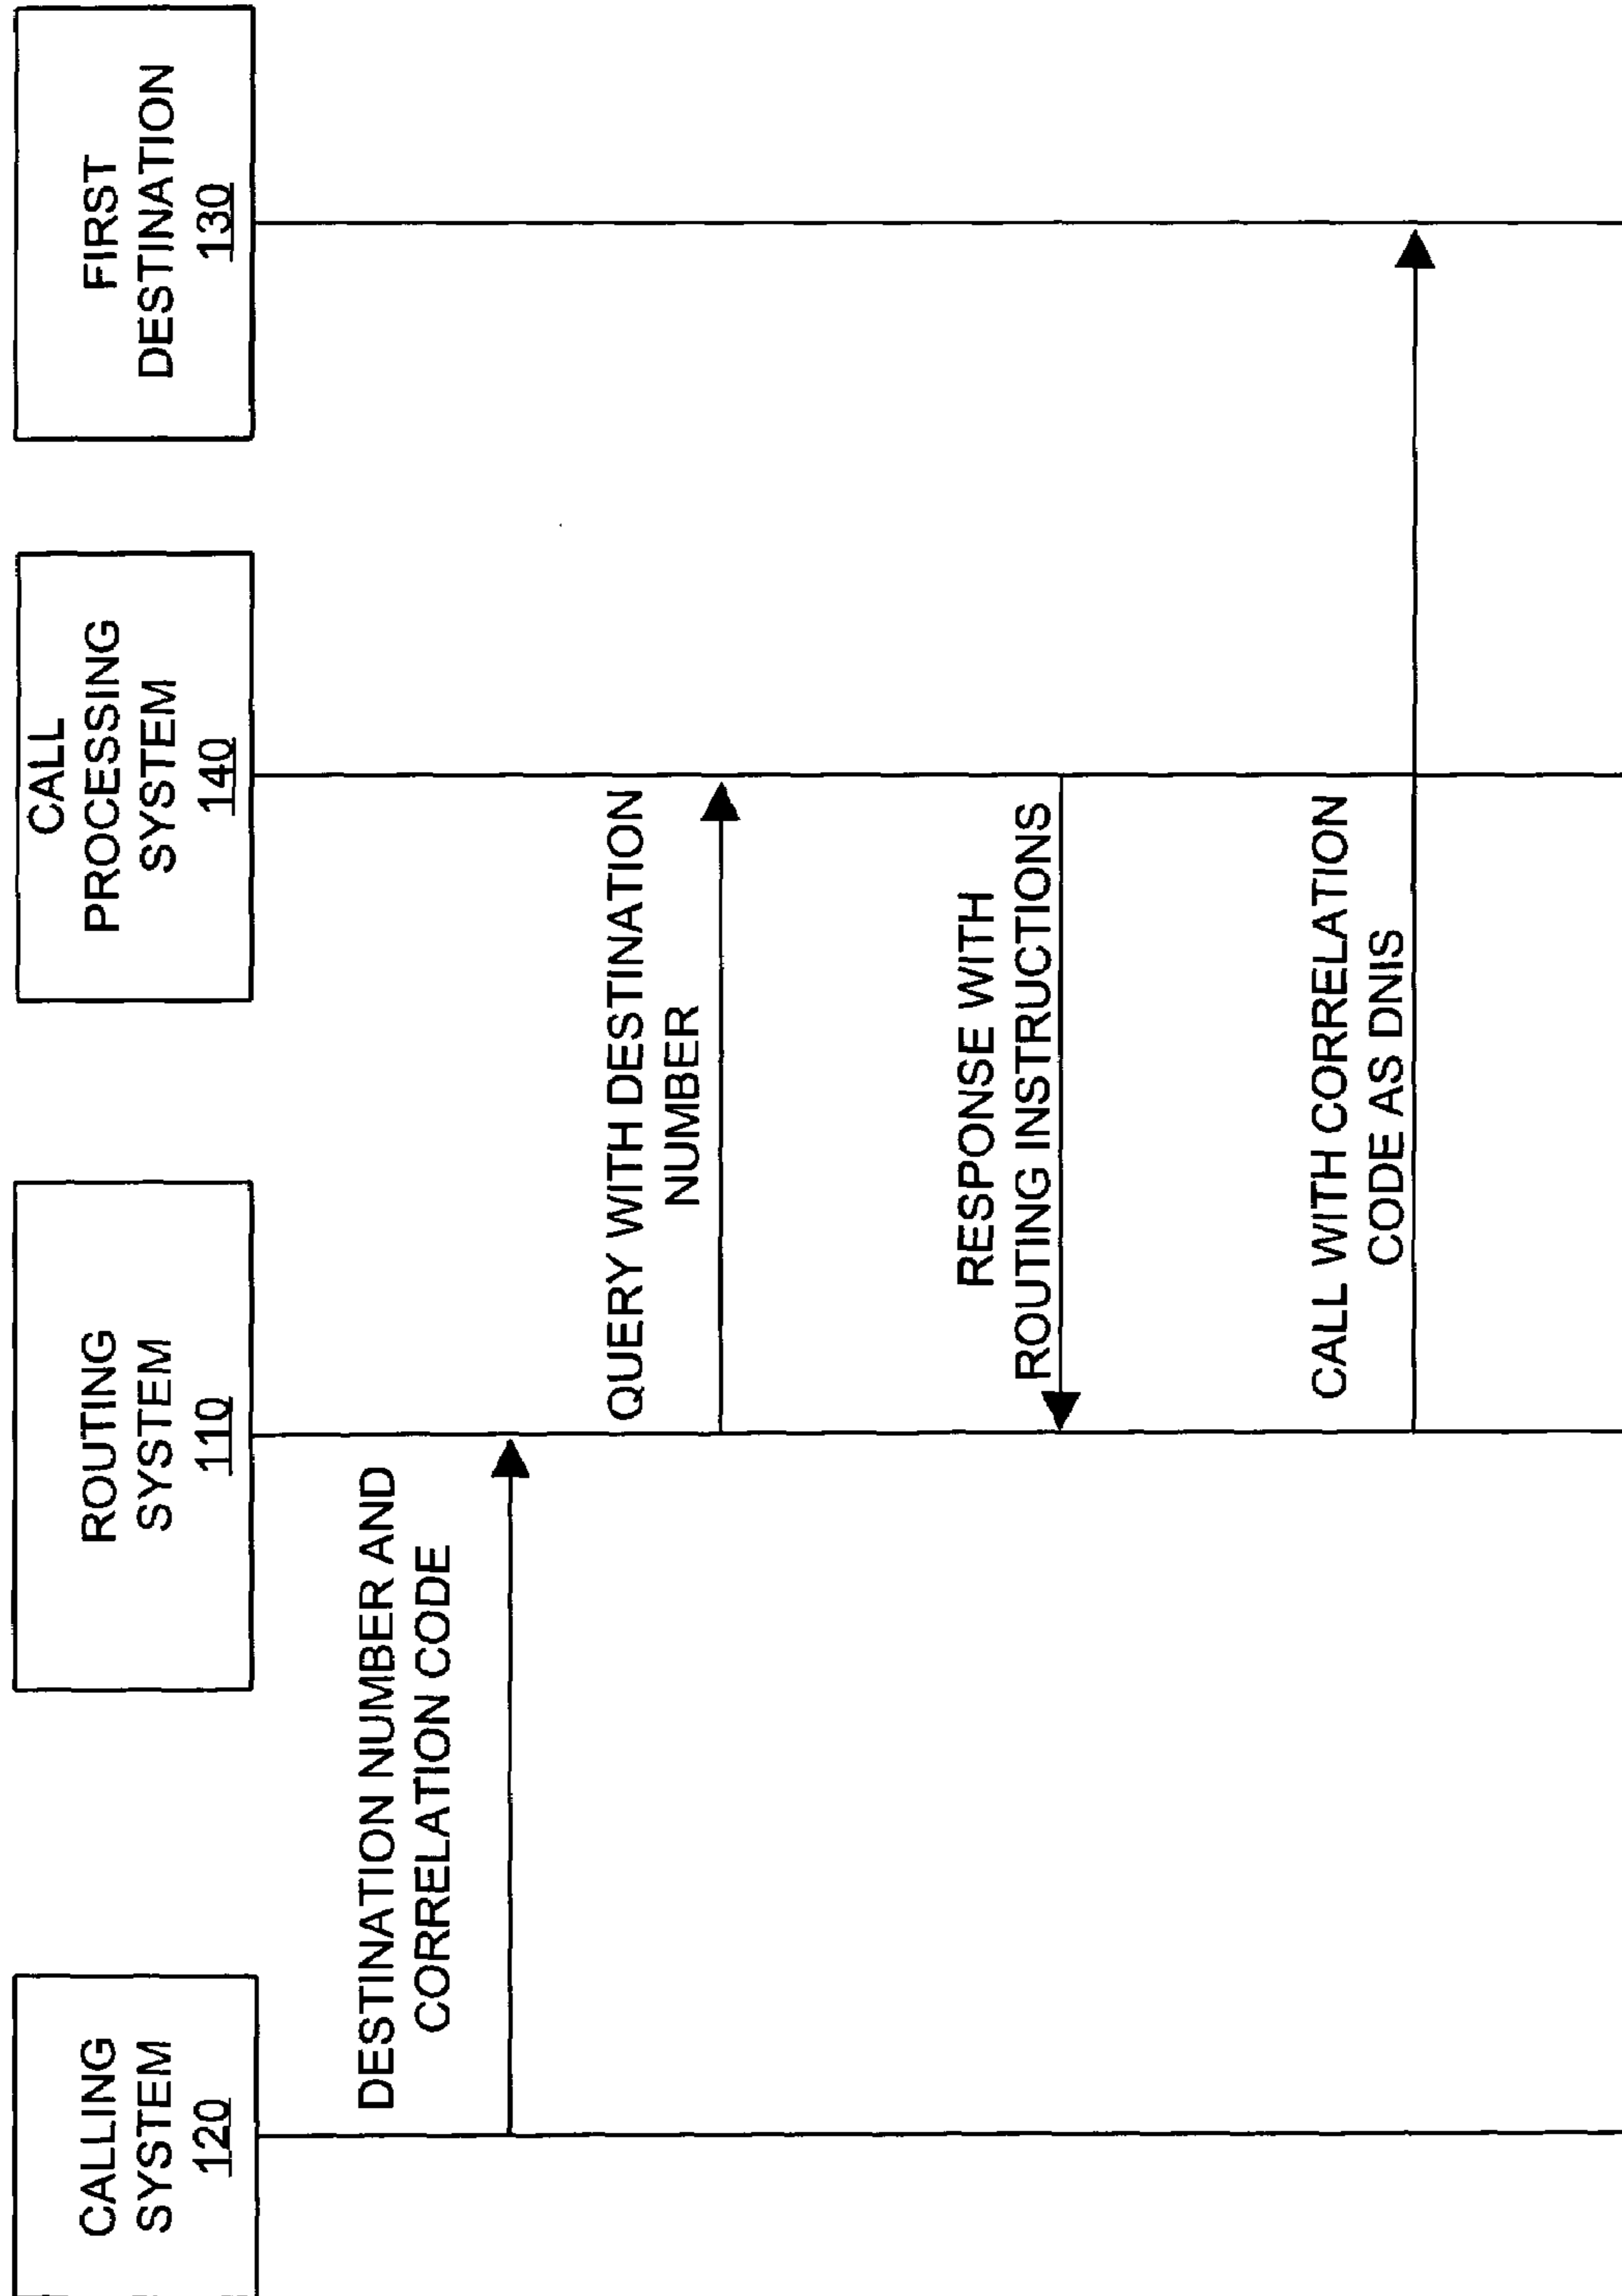 CALLING
SYSTEM
120
ROUTING
SYSTEM
110
CALL
PROCESSING
SYSTEM
140
FIRST
DESTINATION
130
DESTINATION NUMBER AND
CORRELATION CODE
QUERY WITH DESTINATION
NUMBER
RESPONSE WITH
ROUTING INSTRUCTIONS
CALL WITH CORRELATION
CODE AS DNIS